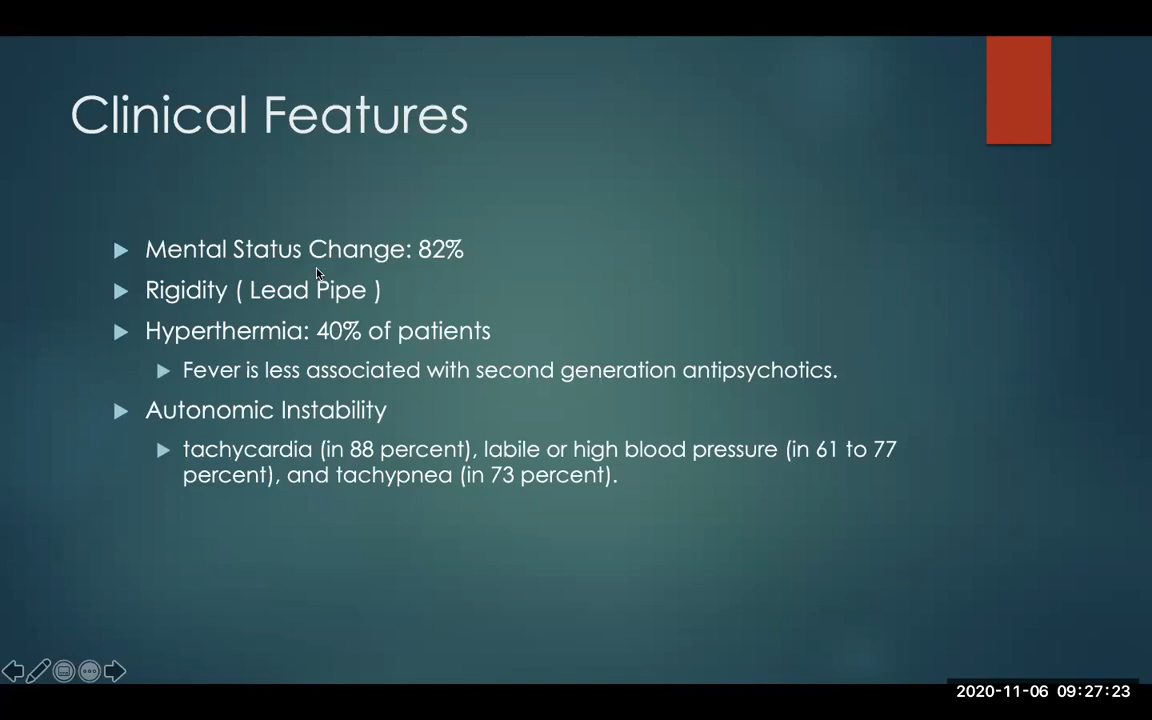 Clinical Features
Mental Status Change: 82%
Rigidity ( Lead Pipe )
Hyperthermia: 40% of patients
Fever is less associated with second generation antipsychotics.
Autonomic Instability
tachycardia (in 88 percent), labile or high blood pressure (in 61 to 77
percent), and tachypnea (in 73 percent).
2020-11-06 09:27:23